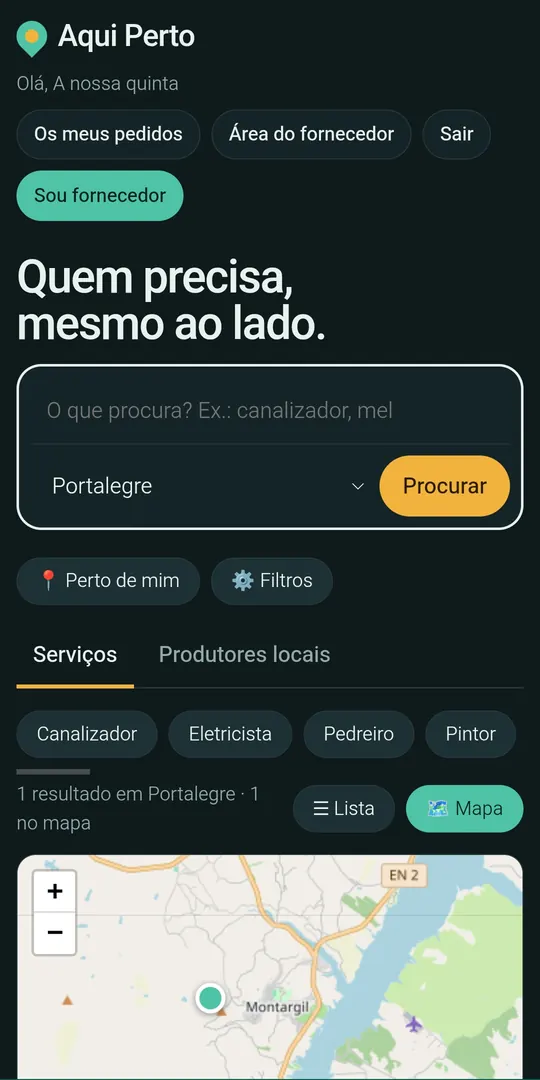 Aqui Perto
Olá, A nossa quinta
Os meus pedidos
Área do fornecedor
Sair
Sou fornecedor
Quem precisa,
mesmo ao lado.
O que procura? Ex.: canalizador, mel
Portalegre
Procurar
📍 Perto de mim
⚙️ Filtros
Serviços
Produtores locais
Canalizador
Eletricista
Pedreiro
Pintor
1 resultado em Portalegre · 1
no mapa
☰ Lista
🗺️ Mapa
EN 2
+
−
Montargil